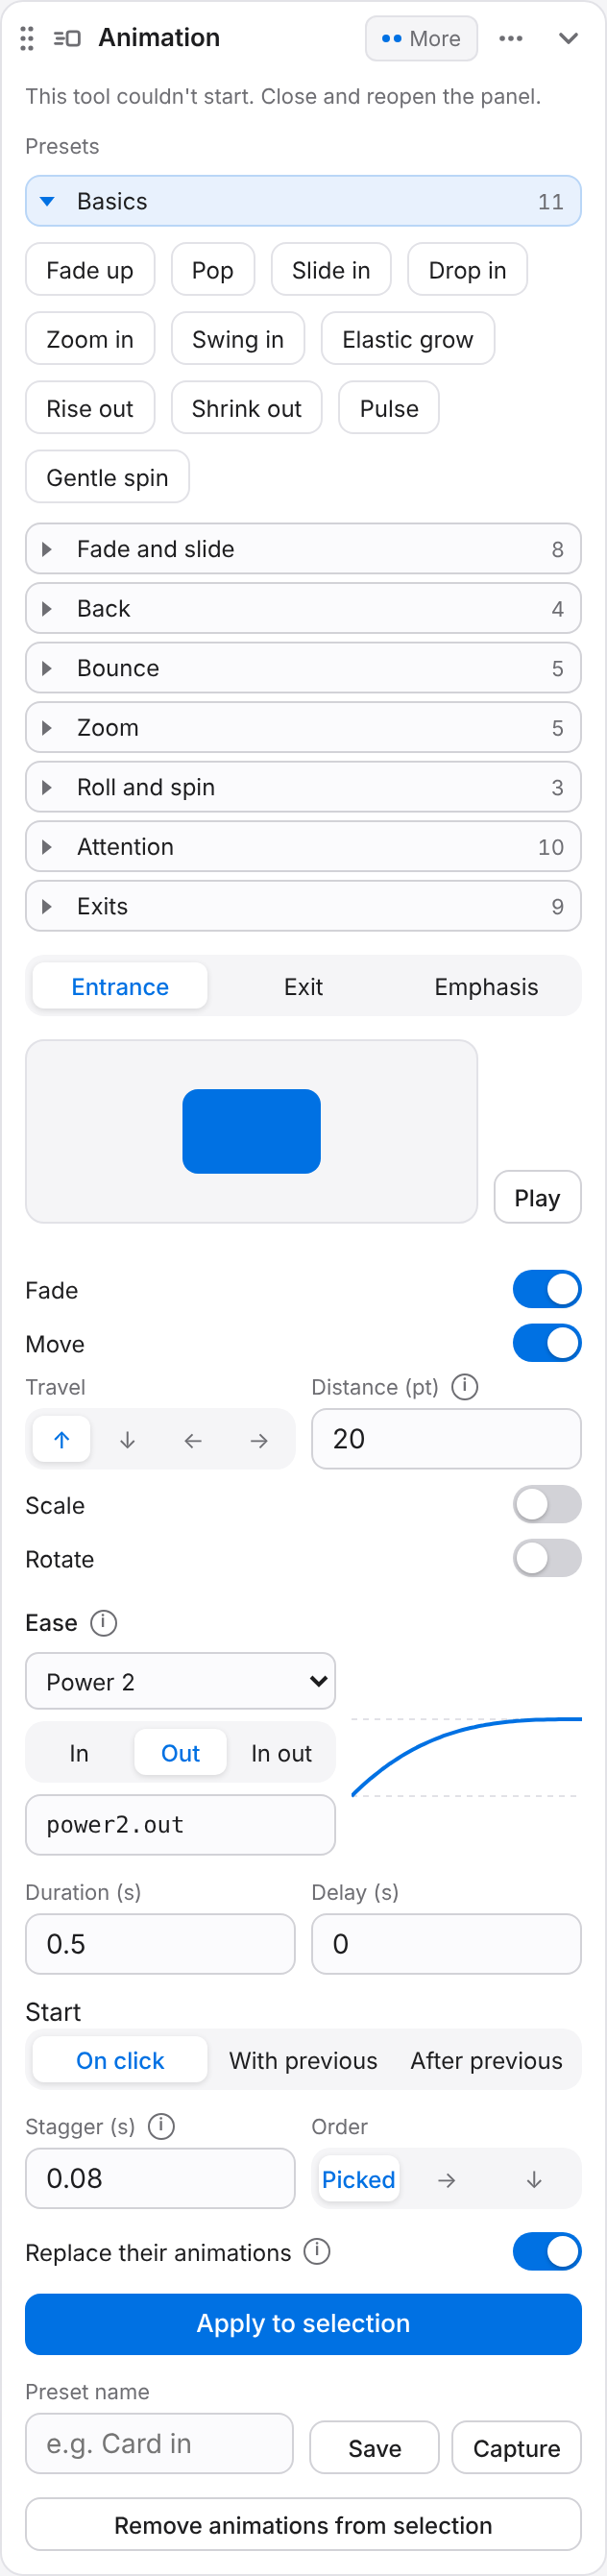 Animation
More
This tool couldn't start. Close and reopen the panel.
Presets
Basics 11
Fade up Pop Slide in Drop in
Zoom in Swing in Elastic grow
Rise out Shrink out Pulse
Gentle spin
Fade and slide 8
Back 4
Bounce 5
Zoom 5
Roll and spin 3
Attention 10
Exits 9
Entrance Exit Emphasis
Play
Fade
Move
Travel Distance (pt)
↑ ↓ ← → 20
Scale
Rotate
Ease
Power 2
In Out In out
power2.out
Duration (s) Delay (s)
0.5 0
Start
On click With previous After previous
Stagger (s) Order
0.08 Picked → ↓
Replace their animations
Apply to selection
Preset name
e.g. Card in Save Capture
Remove animations from selection